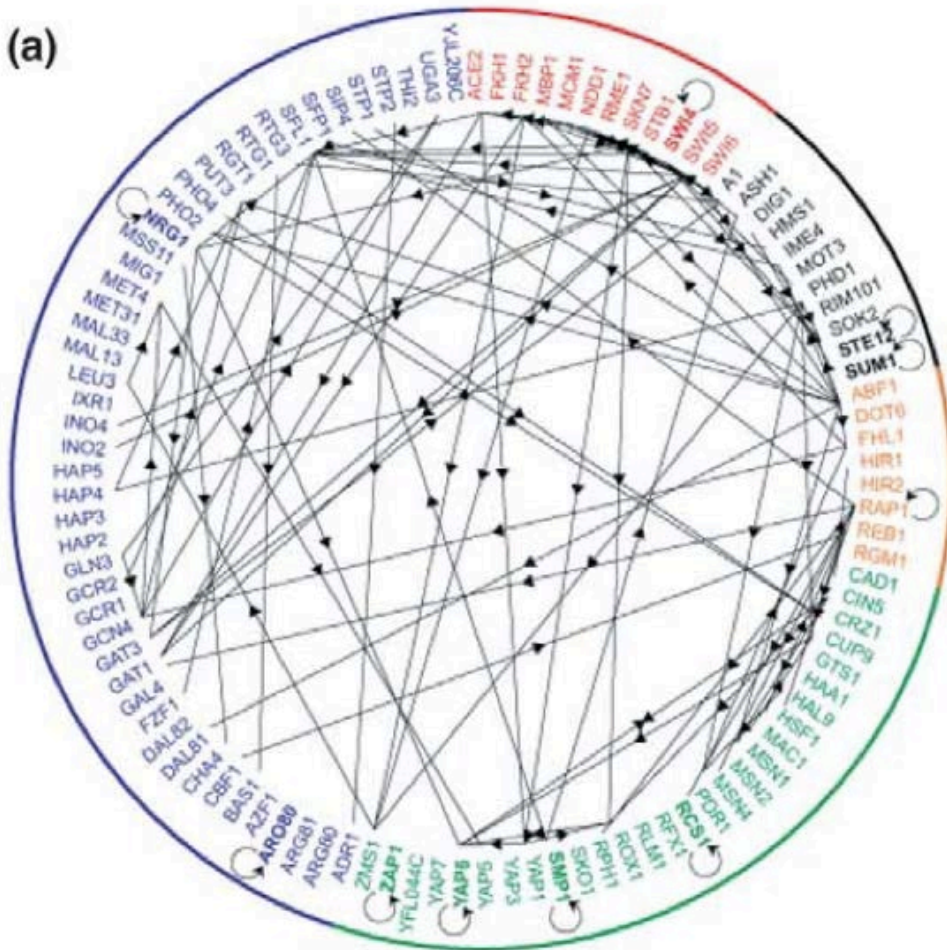 (a)
YJL206C
ACE2
FKH1
FKH2
MBP1
MCM1
NDD1
RME1
SKN7
STB1
SWI4
SWI5
SWI6
A1
ASH1
DIG1
HMS1
IME4
MOT3
PHD1
RIM101
SOK2
STE12
SUM1
ABF1
DOT6
FHL1
HIR1
HIR2
RAP1
REB1
RGM1
CAD1
CIN5
CRZ1
CUP9
GTS1
HAA1
HAL9
HSF1
MAC1
MSN1
MSN2
MSN4
PDR1
RCS1
RFX1
RLM1
ROX1
RPH1
SKO1
SMP1
YAP1
YAP3
YAP5
YAP6
YAP7
YFL044C
ZAP1
ZMS1
ADR1
ARG80
ARG81
ARO80
AZF1
BAS1
CBF1
CHA4
DAL81
DAL82
FZF1
GAL4
GAT1
GAT3
GCN4
GCR1
GCR2
GLN3
HAP2
HAP3
HAP4
HAP5
INO2
INO4
IXR1
LEU3
MAL13
MAL33
MET31
MET4
MIG1
MSS11
NRG1
PHO2
PHO4
PUT3
RGT1
RTG1
RTG3
SFL1
SFP1
SIP4
STP1
STP2
THI2
UGA3